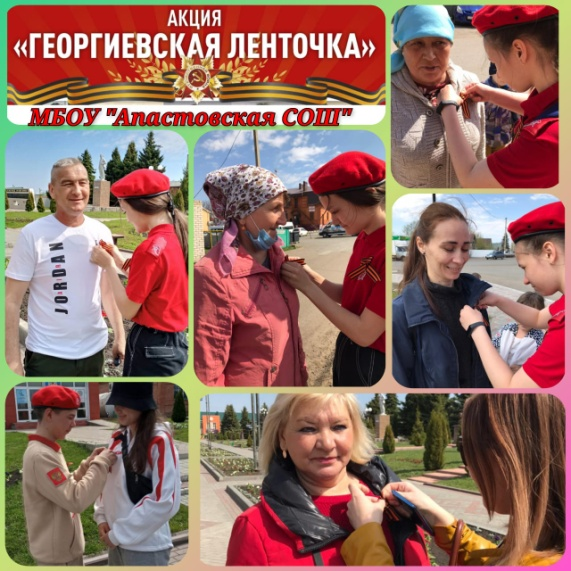 АКЦИЯ
«ГЕОРГИЕВСКАЯ ЛЕНТОЧКА»
МБОУ "Апастовская СОШ"
JORDAN